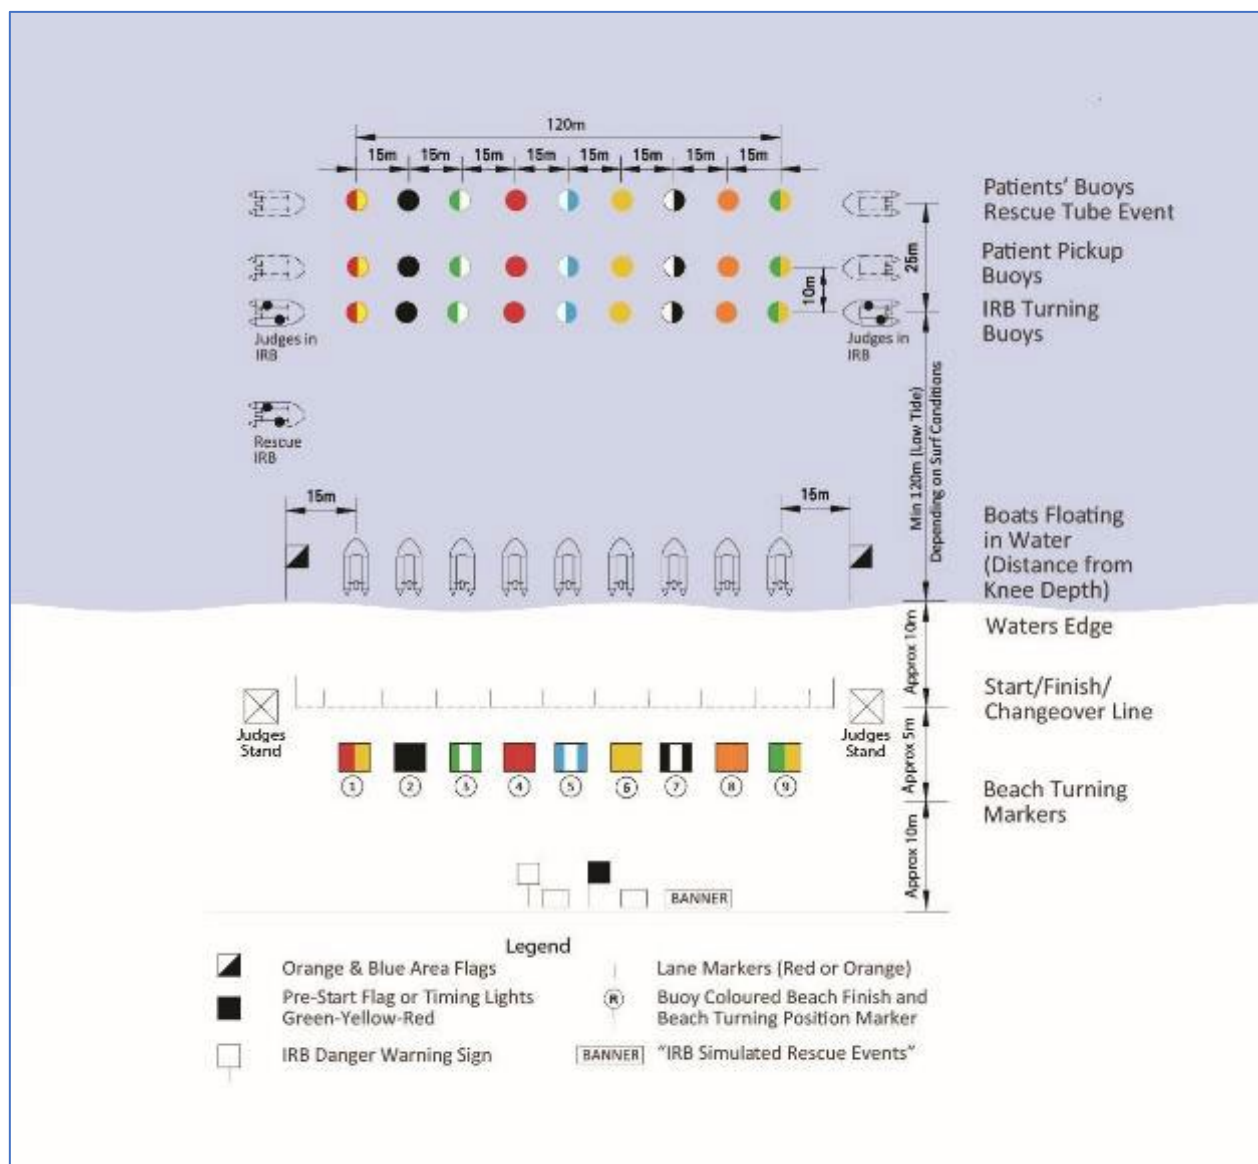 120m
15m 15m 15m 15m 15m 15m 15m 15m
Patients' Buoys
Rescue Tube Event
25m
Patient Pickup
Buoys
10m
IRB Turning
Buoys
Judges in
IRB
Judges in
IRB
Rescue
IRB
Min 120m (Low Tide)
Depending on Surf Conditions
15m
15m
Boats Floating
in Water
(Distance from
Knee Depth)
Waters Edge
Approx 10m
Start/Finish/
Changeover Line
Judges
Stand
Judges
Stand
Approx 5m
1 2 3 4 5 6 7 8 9
Beach Turning
Markers
Approx 10m
BANNER
Legend
Orange & Blue Area Flags
Pre-Start Flag or Timing Lights
Green-Yellow-Red
IRB Danger Warning Sign
Lane Markers (Red or Orange)
R Buoy Coloured Beach Finish and
Beach Turning Position Marker
BANNER "IRB Simulated Rescue Events"